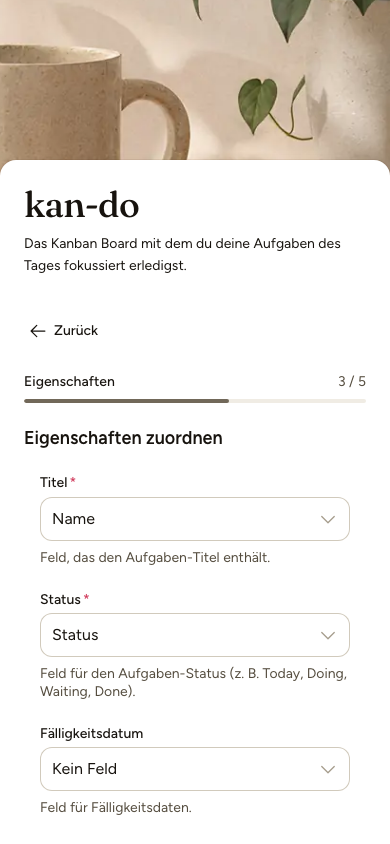 kan-do
Das Kanban Board mit dem du deine Aufgaben des
Tages fokussiert erledigst.
Zurück
Eigenschaften 3 / 5
Eigenschaften zuordnen
Titel *
Name
Feld, das den Aufgaben-Titel enthält.
Status *
Status
Feld für den Aufgaben-Status (z. B. Today, Doing,
Waiting, Done).
Fälligkeitsdatum
Kein Feld
Feld für Fälligkeitsdaten.